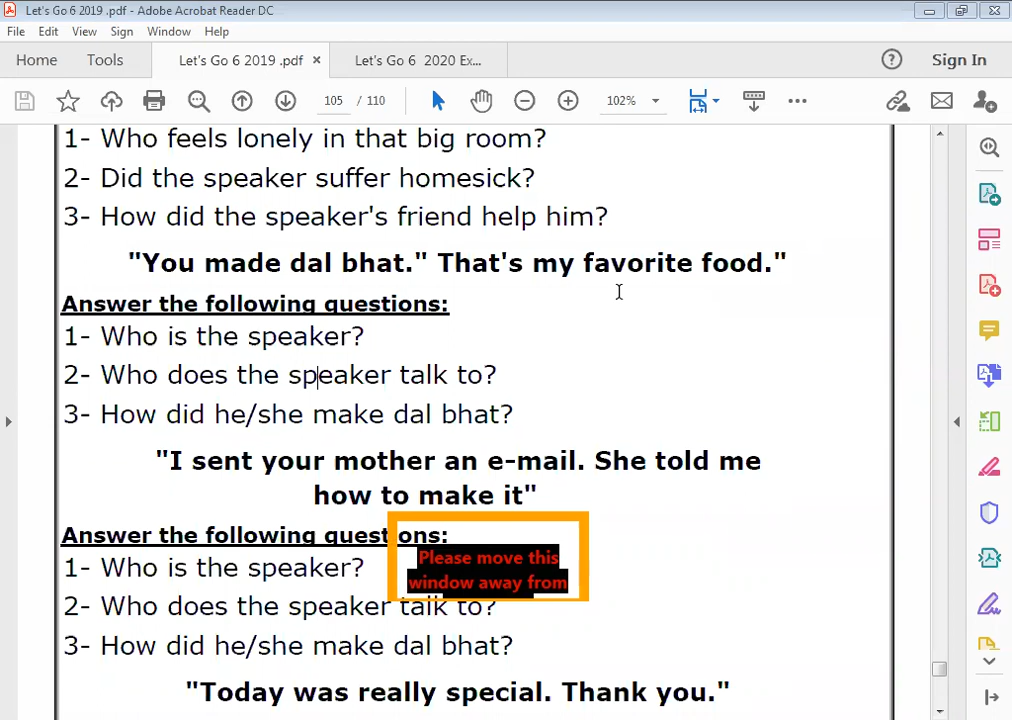 Let's Go 6 2019 .pdf - Adobe Acrobat Reader DC
File Edit View Sign Window Help
Home Tools Let's Go 6 2019 .pdf × Let's Go 6 2020 Ex... Sign In
105 / 110 102%
1- Who feels lonely in that big room?
2- Did the speaker suffer homesick?
3- How did the speaker's friend help him?
"You made dal bhat." That's my favorite food."
Answer the following questions:
1- Who is the speaker?
2- Who does the speaker talk to?
3- How did he/she make dal bhat?
"I sent your mother an e-mail. She told me
how to make it"
Answer the following questions:
Please move this
window away from
1- Who is the speaker?
2- Who does the speaker talk to?
3- How did he/she make dal bhat?
"Today was really special. Thank you."